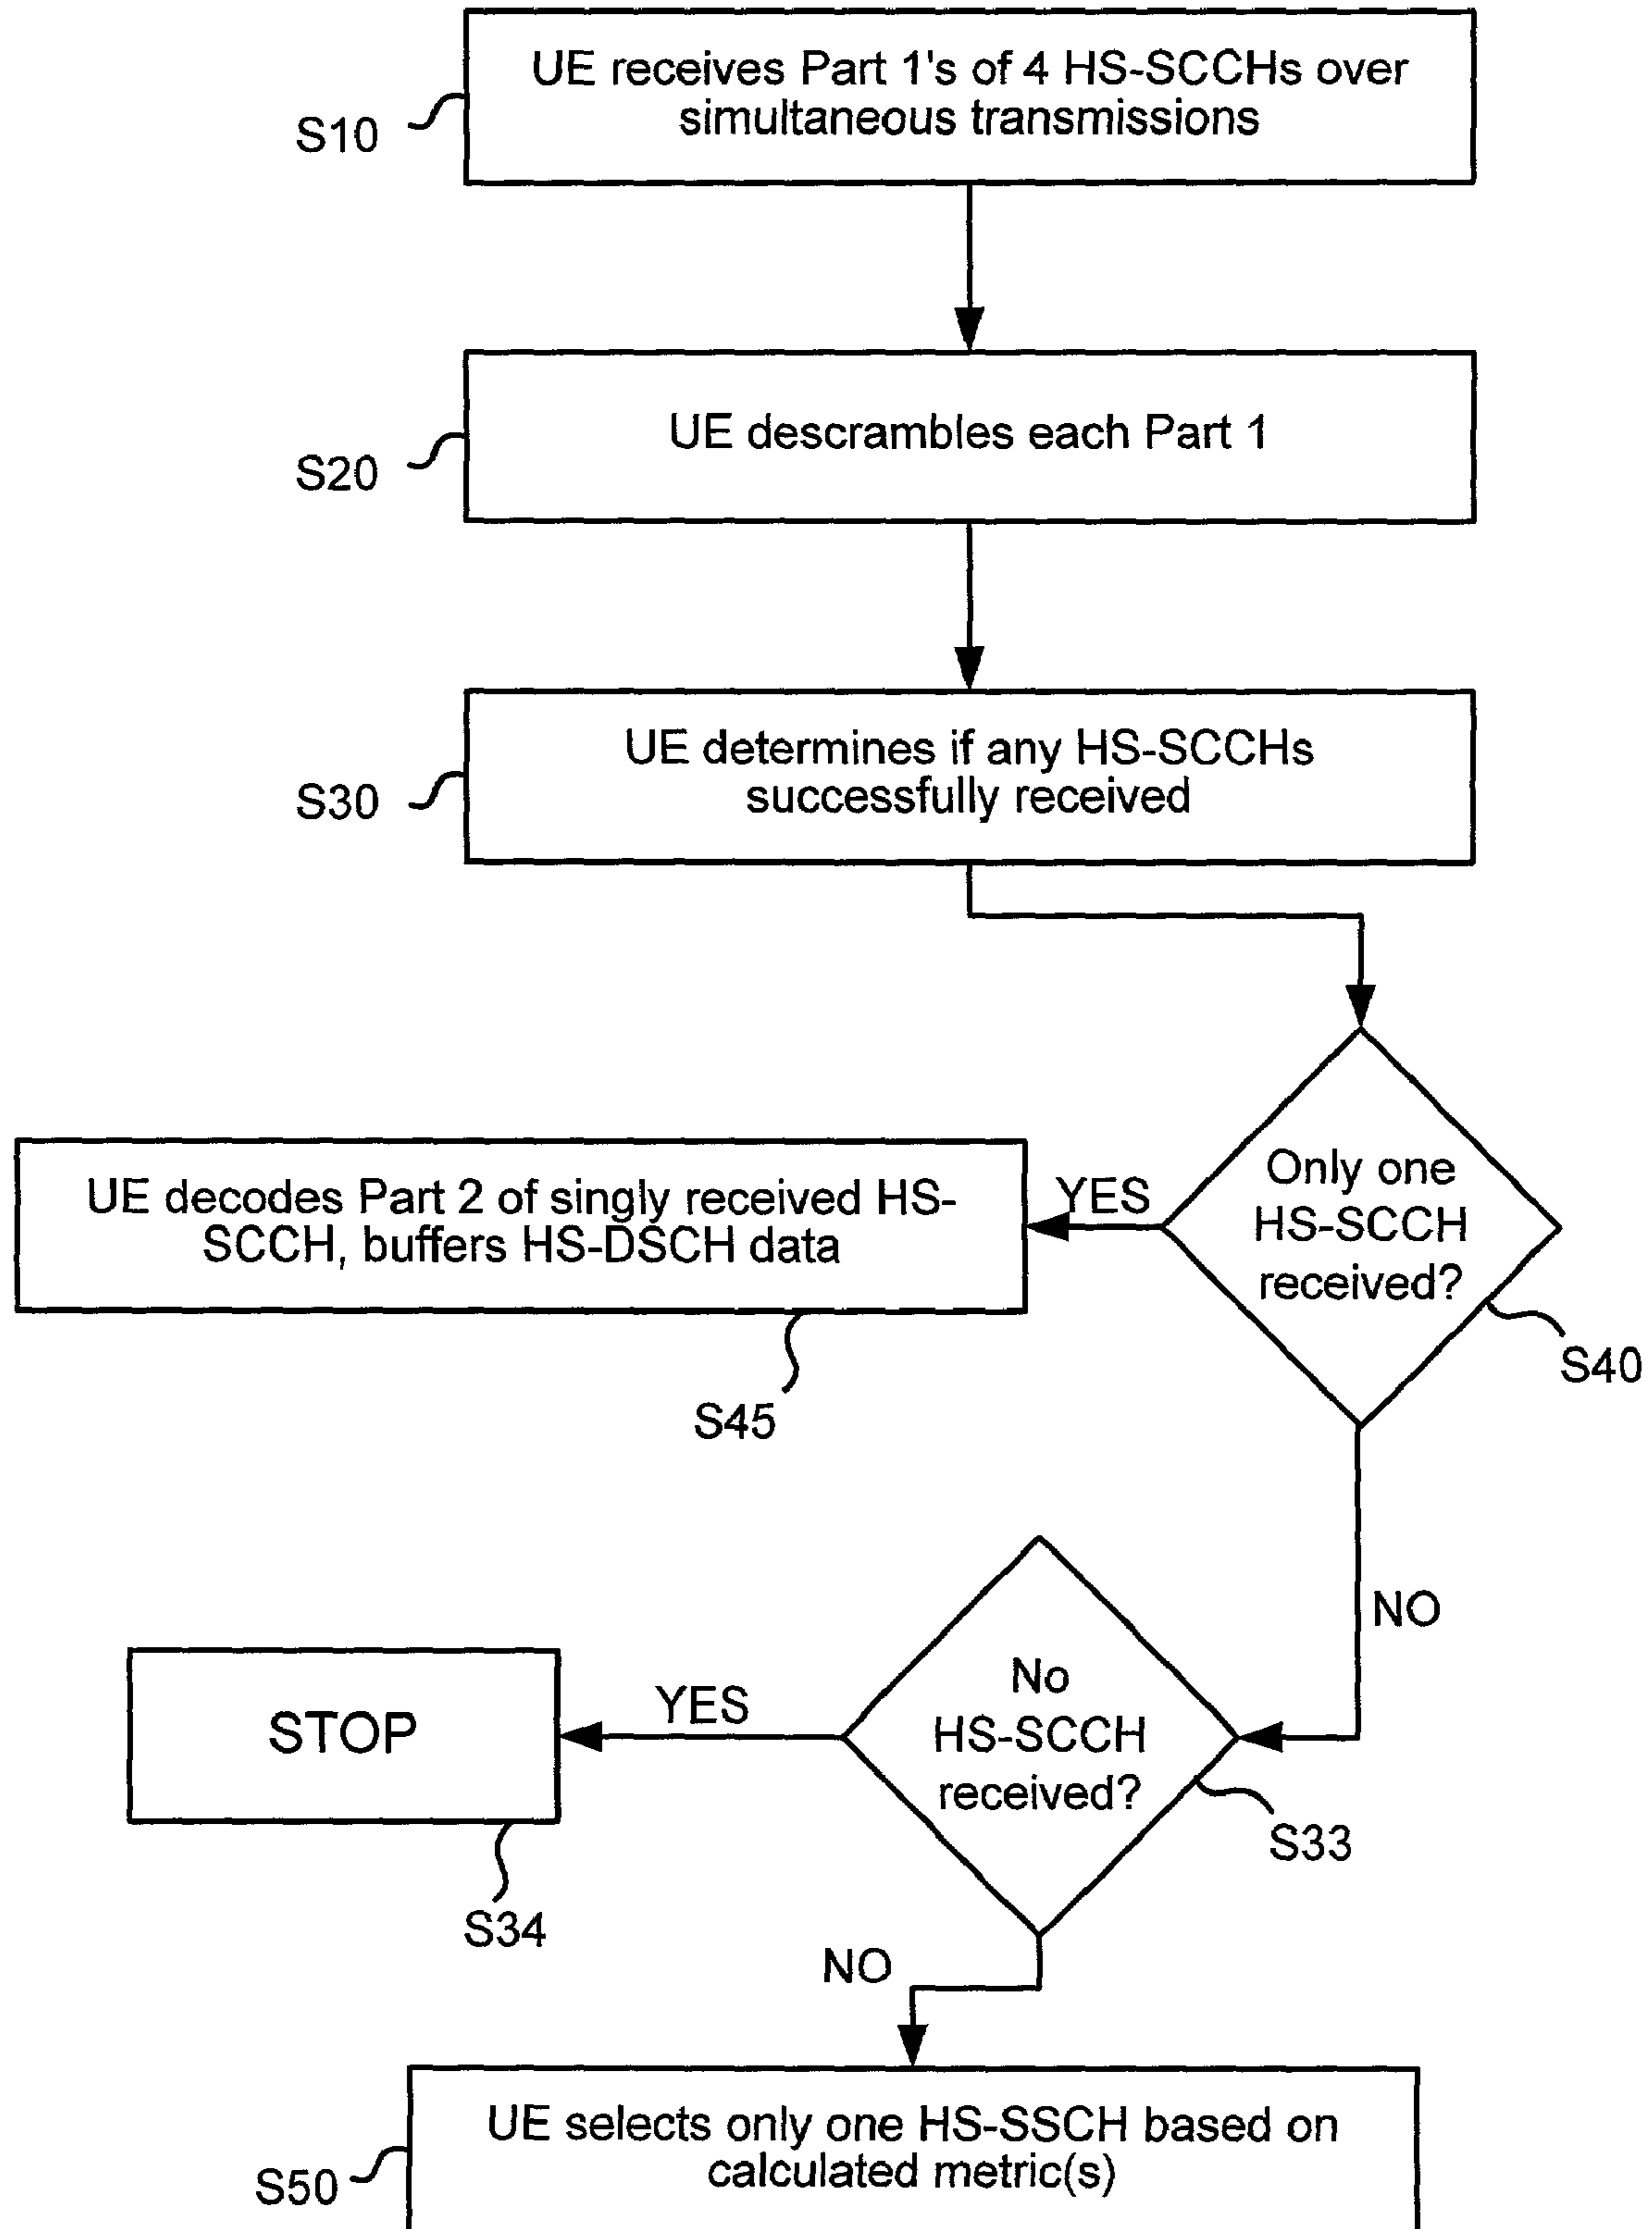 UE receives Part 1's of 4 HS-SCCHs over
simultaneous transmissions
S10
UE descrambles each Part 1
S20
UE determines if any HS-SCCHs
successfully received
S30
Only one
HS-SCCH
received?
S40
YES
UE decodes Part 2 of singly received HS-
SCCH, buffers HS-DSCH data
S45
NO
No
HS-SCCH
received?
S33
YES
STOP
S34
NO
UE selects only one HS-SSCH based on
calculated metric(s)
S50